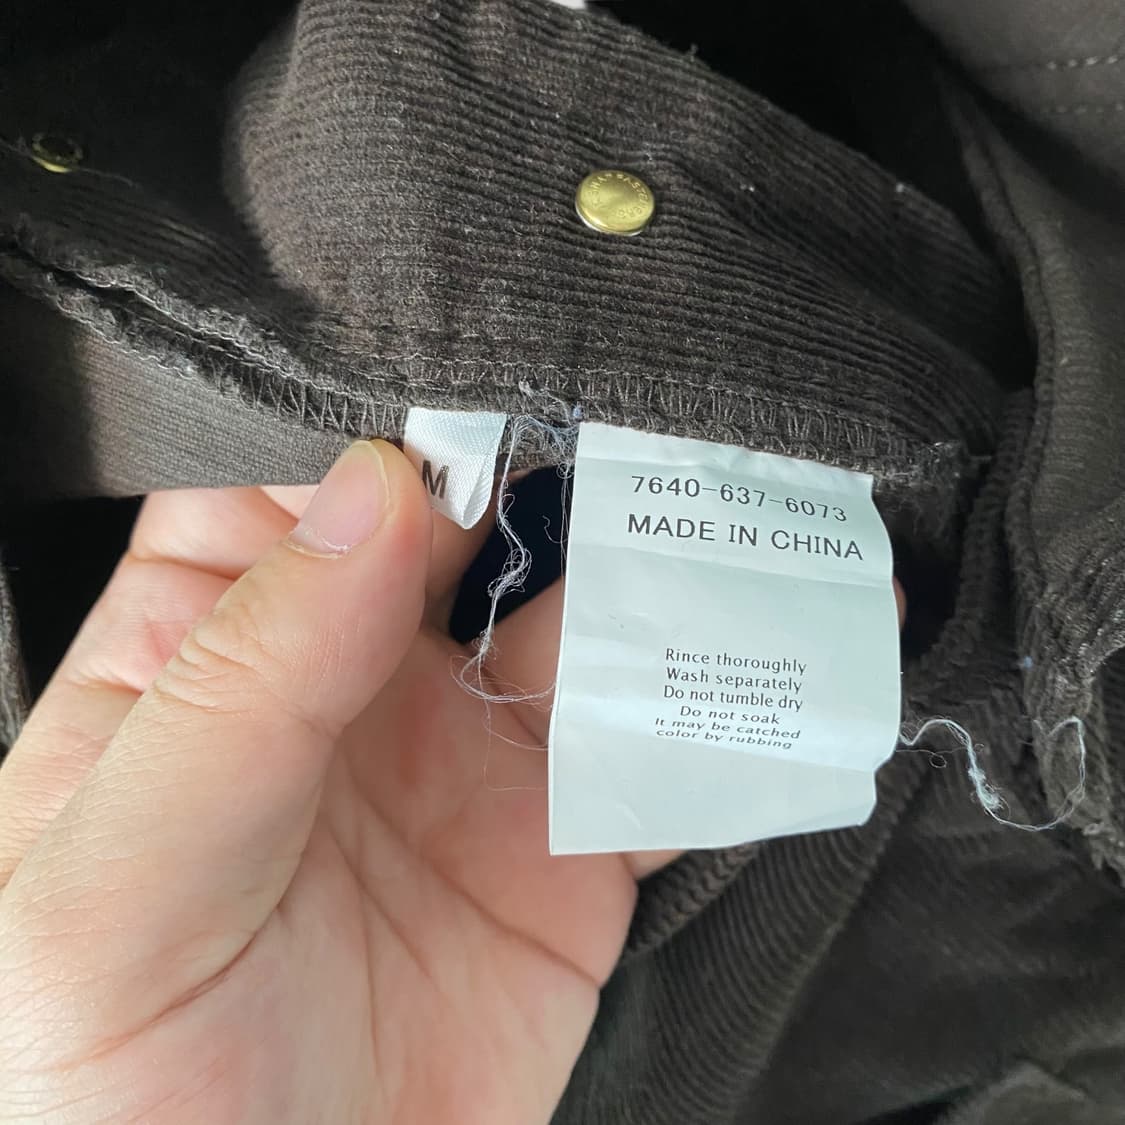 M
7640-637-6073
MADE IN CHINA
Rince thoroughly
Wash separately
Do not tumble dry
Do not soak
It may be catched
color by rubbing